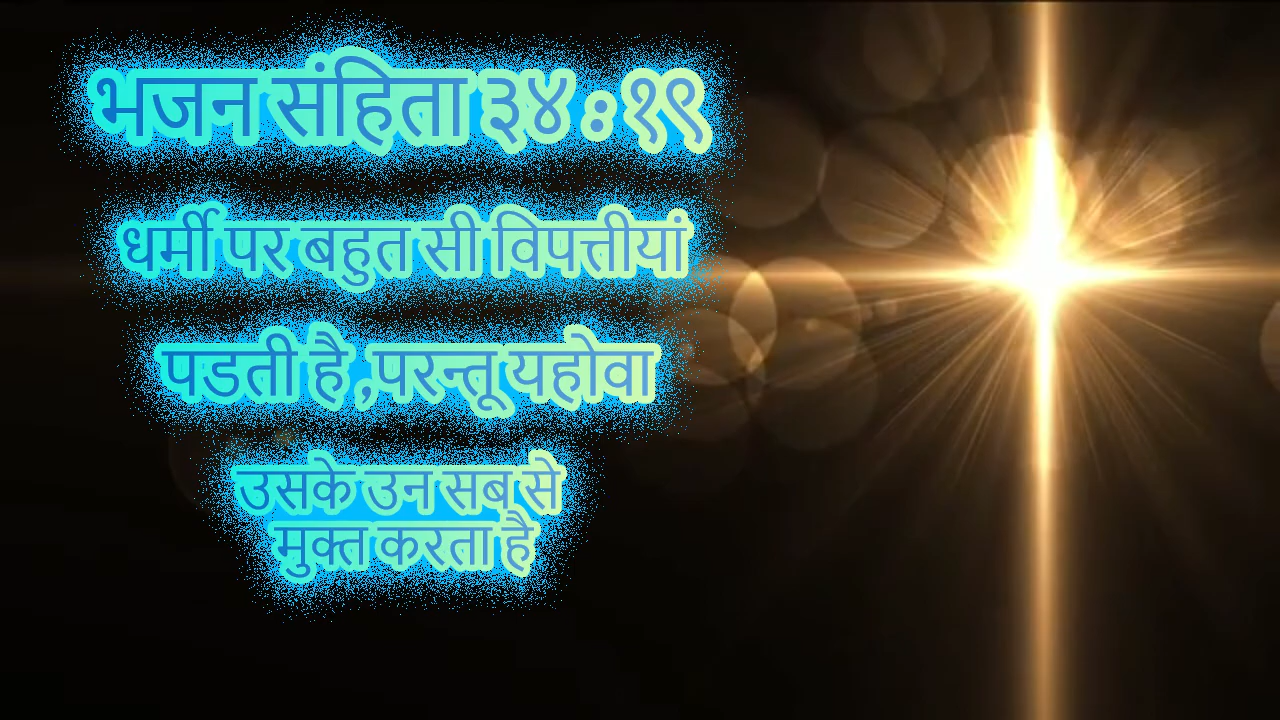 भजन संहिता ३४:१९
धर्मी पर बहुत सी विपत्तीयां
पडती है ,परन्तू यहोवा
उसके उन सब से
मुक्त करता है